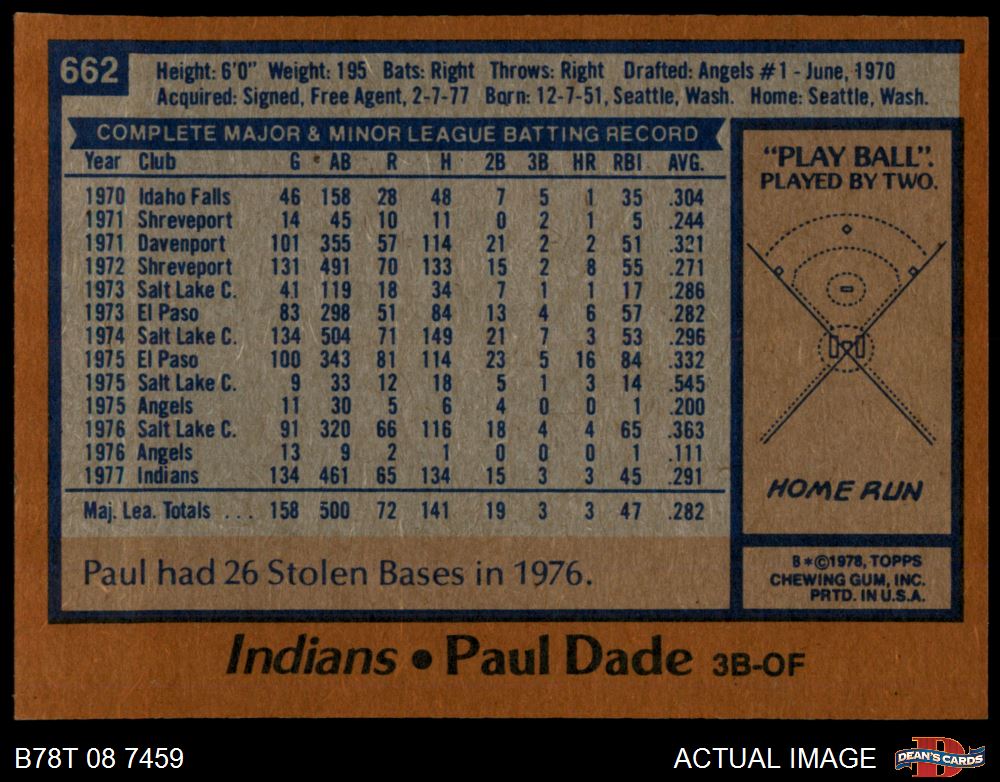 662
Height: 6'0" Weight: 195 Bats: Right Throws: Right Drafted: Angels #1 - June, 1970
Acquired: Signed, Free Agent, 2-7-77 Born: 12-7-51, Seattle, Wash. Home: Seattle, Wash.
COMPLETE MAJOR & MINOR LEAGUE BATTING RECORD
Year Club G AB R H 2B 3B HR RBI AVG.
1970 Idaho Falls 46 158 28 48 7 5 1 35 .304
1971 Shreveport 14 45 10 11 0 2 1 5 .244
1971 Davenport 101 355 57 114 21 2 2 51 .321
1972 Shreveport 131 491 70 133 15 2 8 55 .271
1973 Salt Lake C. 41 119 18 34 7 1 1 17 .286
1973 El Paso 83 298 51 84 13 4 6 57 .282
1974 Salt Lake C. 134 504 71 149 21 7 3 53 .296
1975 El Paso 100 343 81 114 23 5 16 84 .332
1975 Salt Lake C. 9 33 12 18 5 1 3 14 .545
1975 Angels 11 30 5 6 4 0 0 1 .200
1976 Salt Lake C. 91 320 66 116 18 4 4 65 .363
1976 Angels 13 9 2 1 0 0 0 1 .111
1977 Indians 134 461 65 134 15 3 3 45 .291
Maj. Lea. Totals ... 158 500 72 141 19 3 3 47 .282
Paul had 26 Stolen Bases in 1976.
"PLAY BALL".
PLAYED BY TWO.
HOME RUN
B*©1978, TOPPS
CHEWING GUM, INC.
PRTD. IN U.S.A.
Indians • Paul Dade 3B-OF
B78T 08 7459
ACTUAL IMAGE
D
DEAN'S CARDS